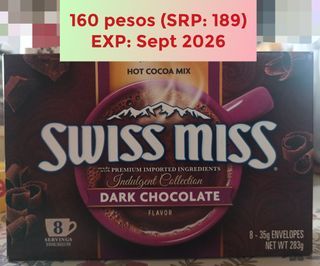 160 pesos (SRP: 189)
EXP: Sept 2026
HOT COCOA MIX
SWISS MISS
PREMIUM IMPORTED INGREDIENTS
Indulgent Collection
DARK CHOCOLATE
FLAVOR
8
SERVINGS
8 - 35g ENVELOPES
NET WT 283g